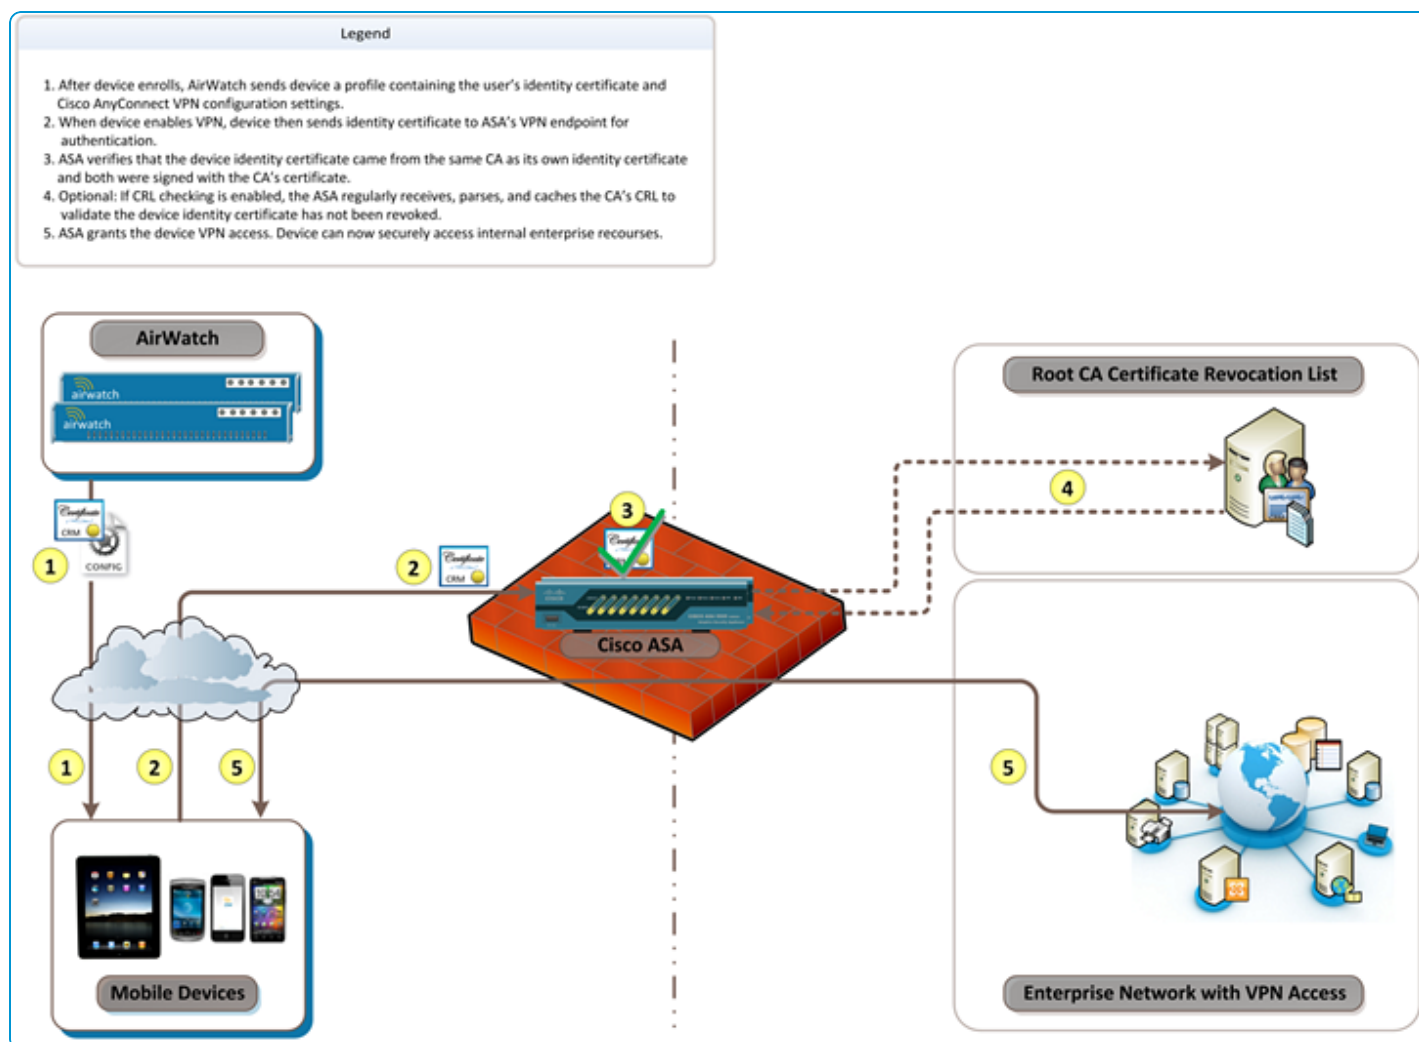 Legend
1. After device enrolls, AirWatch sends device a profile containing the user's identity certificate and
Cisco AnyConnect VPN configuration settings.
2. When device enables VPN, device then sends identity certificate to ASA's VPN endpoint for
authentication.
3. ASA verifies that the device identity certificate came from the same CA as its own identity certificate
and both were signed with the CA's certificate.
4. Optional: If CRL checking is enabled, the ASA regularly receives, parses, and caches the CA's CRL to
validate the device identity certificate has not been revoked.
5. ASA grants the device VPN access. Device can now securely access internal enterprise recourses.
AirWatch
airwatch
airwatch
Root CA Certificate Revocation List
4
Certificate
CRM
1
CONFIG
3
Certificate
2
Certificate
CRM
Cisco ASA
1
2
5
5
Mobile Devices
Enterprise Network with VPN Access